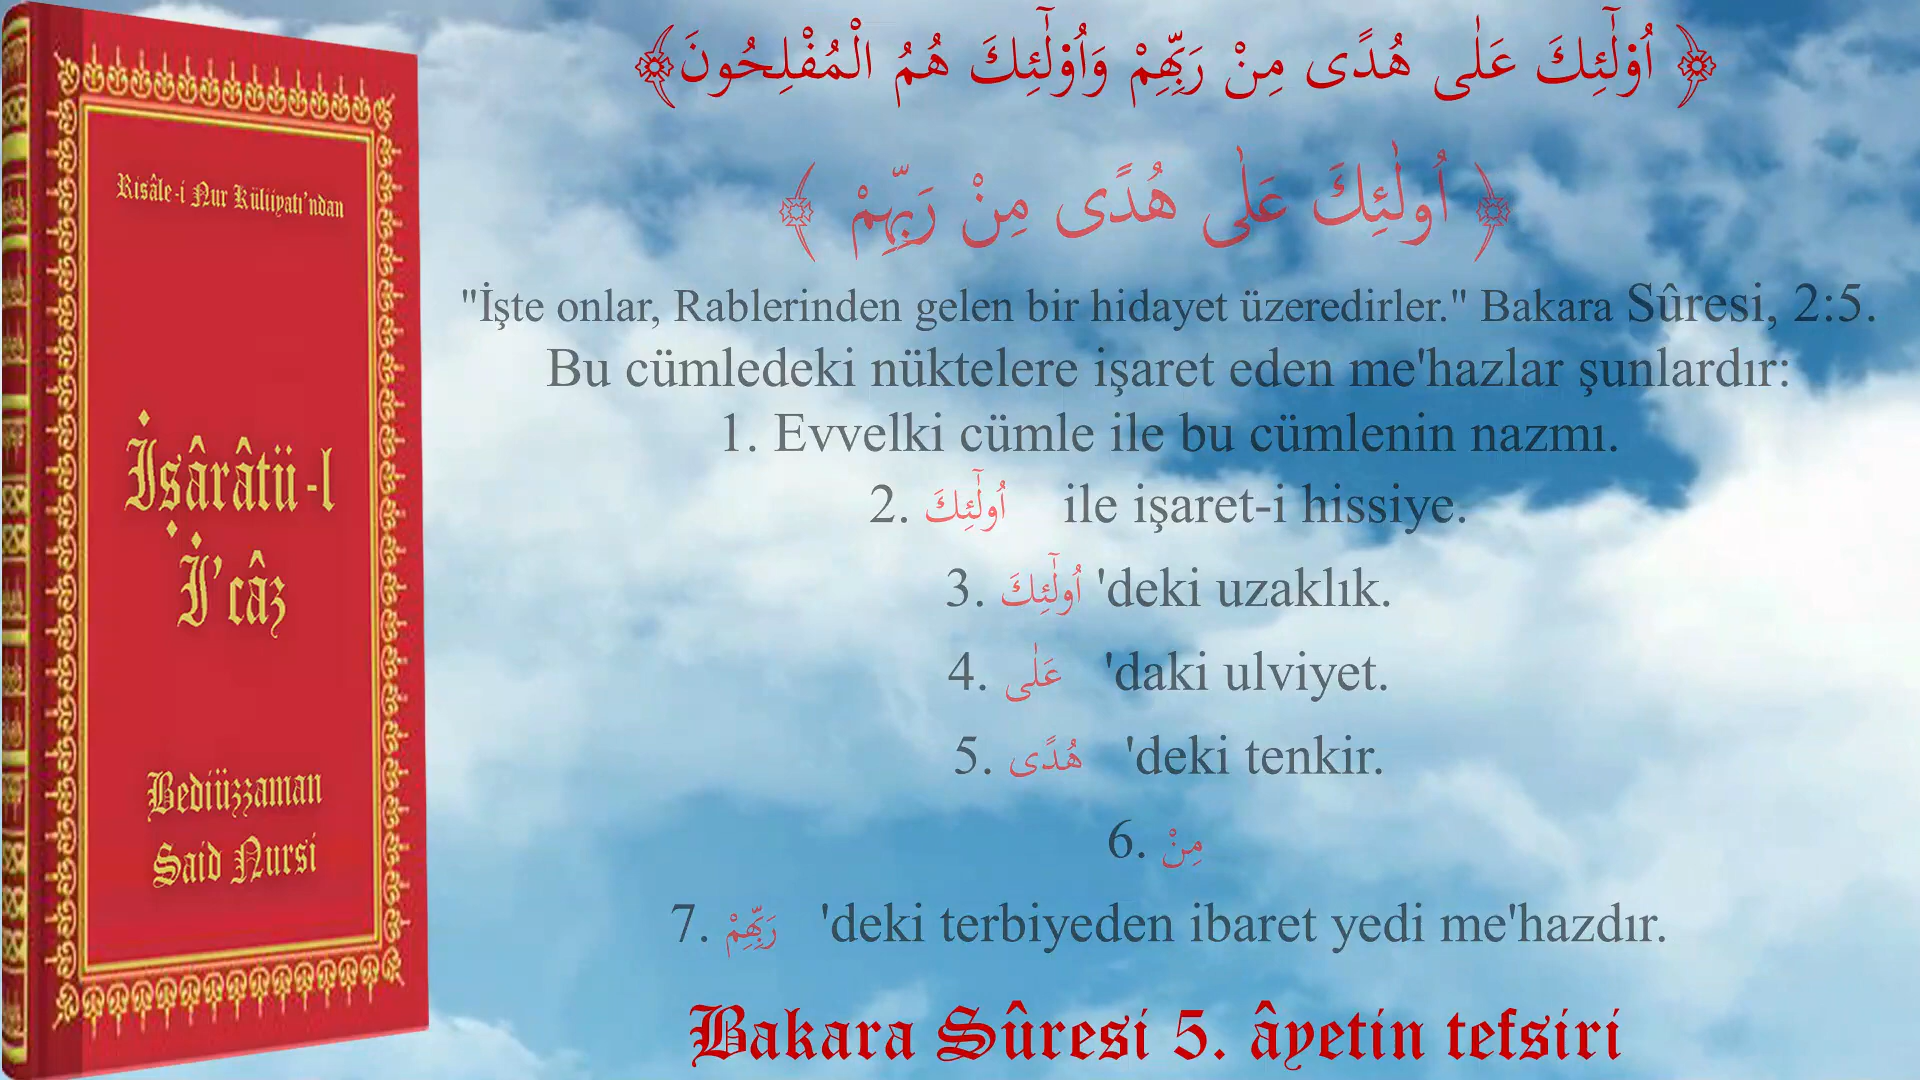 Risâle-i Nur Küliiyatı'ndan
İşârâtü-l
İ'câz
Bediüzzaman
Said Nursi
﴿ اُو۬لٰٓئِكَ عَلٰى هُدًى مِنْ رَبِّهِمْ وَاُو۬لٰٓئِكَ هُمُ الْمُفْلِحُونَ﴾
﴿ اُولٰئِكَ عَلٰى هُدًى مِنْ رَبِّهِمْ ﴾
"İşte onlar, Rablerinden gelen bir hidayet üzeredirler." Bakara Sûresi, 2:5.
Bu cümledeki nüktelere işaret eden me'hazlar şunlardır:
1. Evvelki cümle ile bu cümlenin nazmı.
2. اُولٰٓئِكَ ile işaret-i hissiye.
3. اُولٰٓئِكَ 'deki uzaklık.
4. عَلٰى 'daki ulviyet.
5. هُدًى 'deki tenkir.
6. مِنْ
7. رَبِّهِمْ 'deki terbiyeden ibaret yedi me'hazdır.
Bakara Sûresi 5. âyetin tefsiri